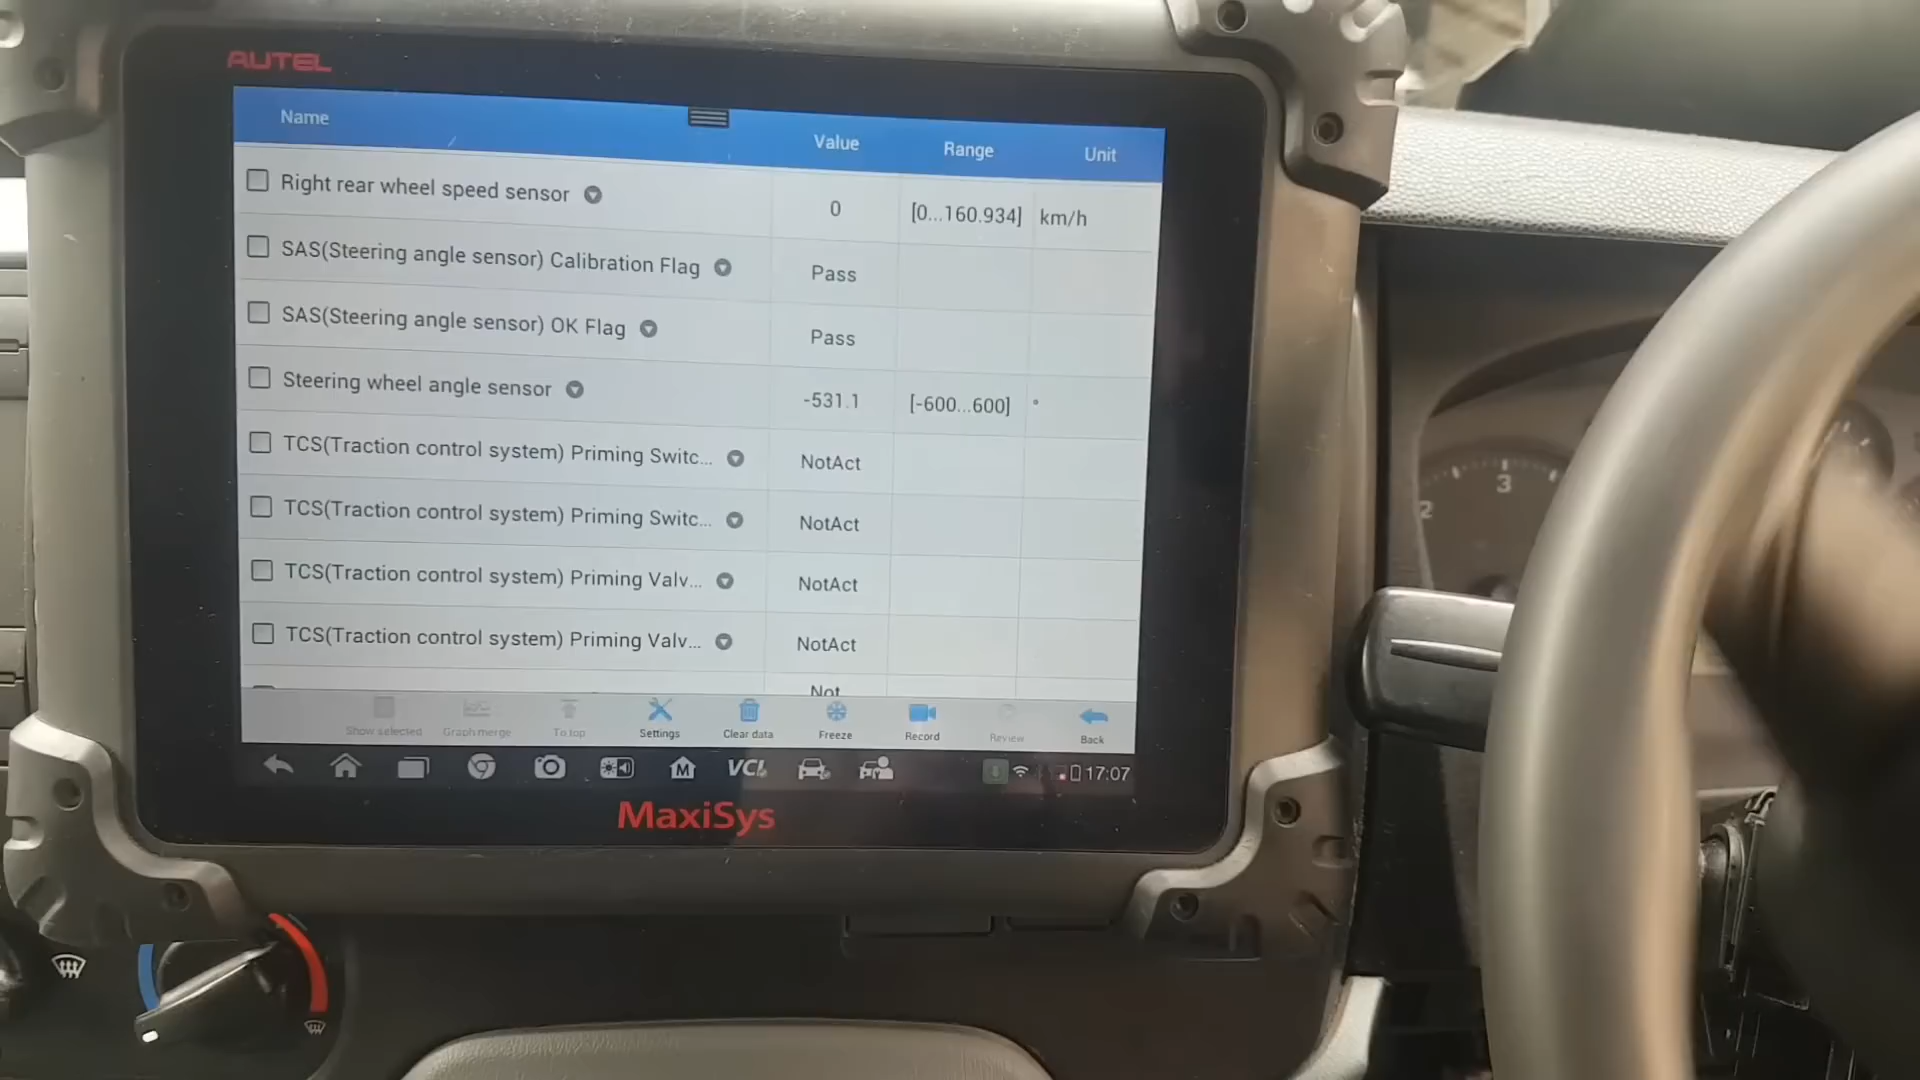 AUTEL
Name Value Range Unit
Right rear wheel speed sensor 0 [0...160.934] km/h
SAS(Steering angle sensor) Calibration Flag Pass
SAS(Steering angle sensor) OK Flag Pass
Steering wheel angle sensor -531.1 [-600...600] °
TCS(Traction control system) Priming Switc... NotAct
TCS(Traction control system) Priming Switc... NotAct
TCS(Traction control system) Priming Valv... NotAct
TCS(Traction control system) Priming Valv... NotAct
Not
Show selected Graph merge To top Settings Clear data Freeze Record Review Back
M VCI 17:07
MaxiSys
2 3